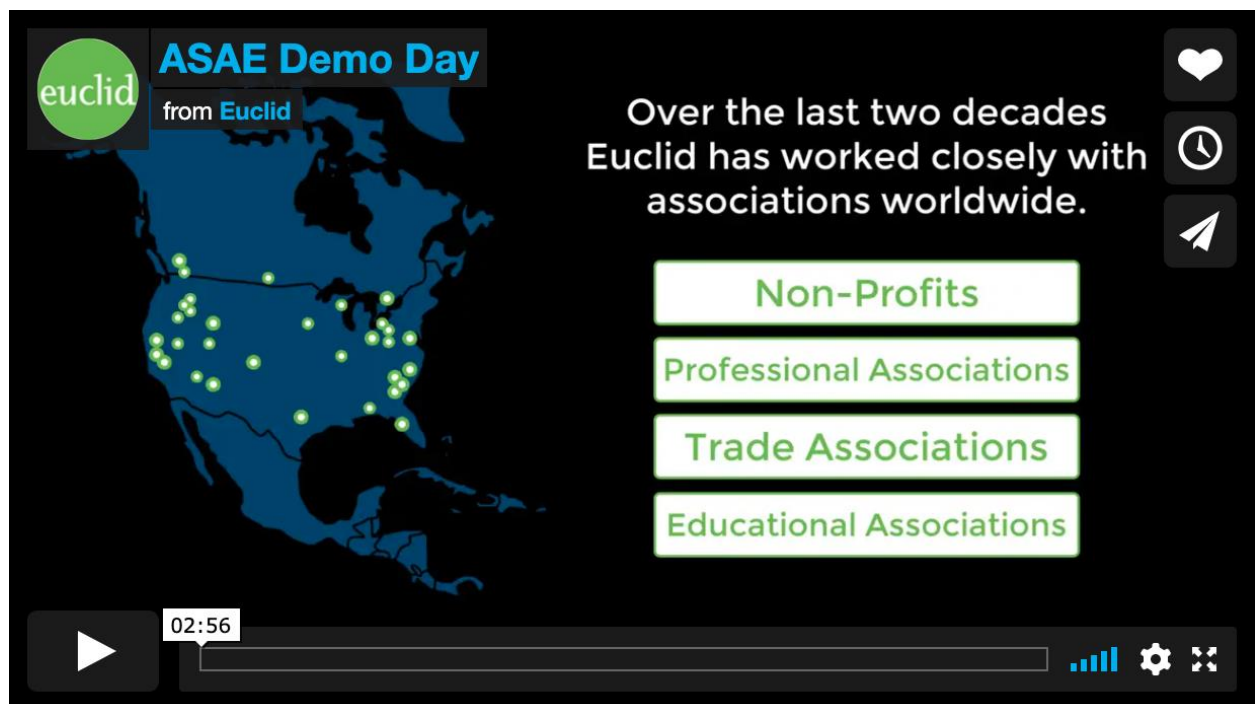 euclid
ASAE Demo Day
from Euclid
Over the last two decades
Euclid has worked closely with
associations worldwide.
Non-Profits
Professional Associations
Trade Associations
Educational Associations
02:56